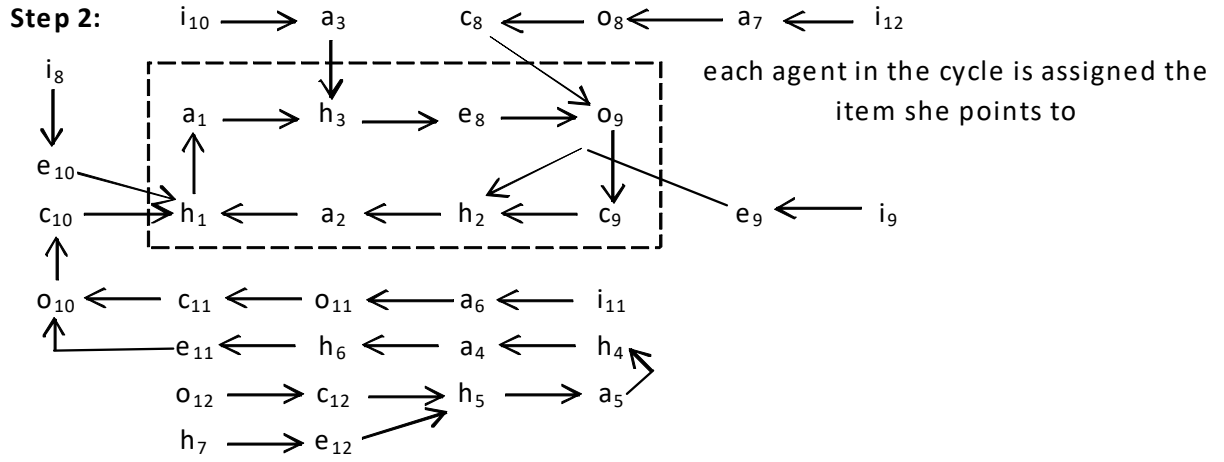 Step 2: i₁₀ a₃ c₈ o₈ a₇ i₁₂
i₈ each agent in the cycle is assigned the
a₁ h₃ e₈ o₉ item she points to
e₁₀
c₁₀ h₁ a₂ h₂ c₉ e₉ i₉
o₁₀ c₁₁ o₁₁ a₆ i₁₁
e₁₁ h₆ a₄ h₄
o₁₂ c₁₂ h₅ a₅
h₇ e₁₂